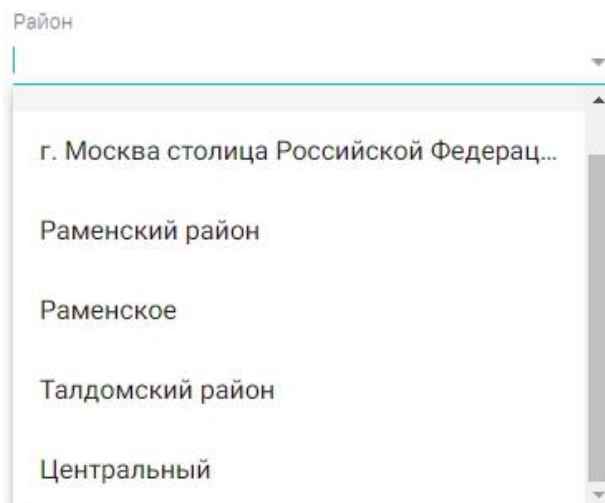 Район
г. Москва столица Российской Федерац...
Раменский район
Раменское
Талдомский район
Центральный